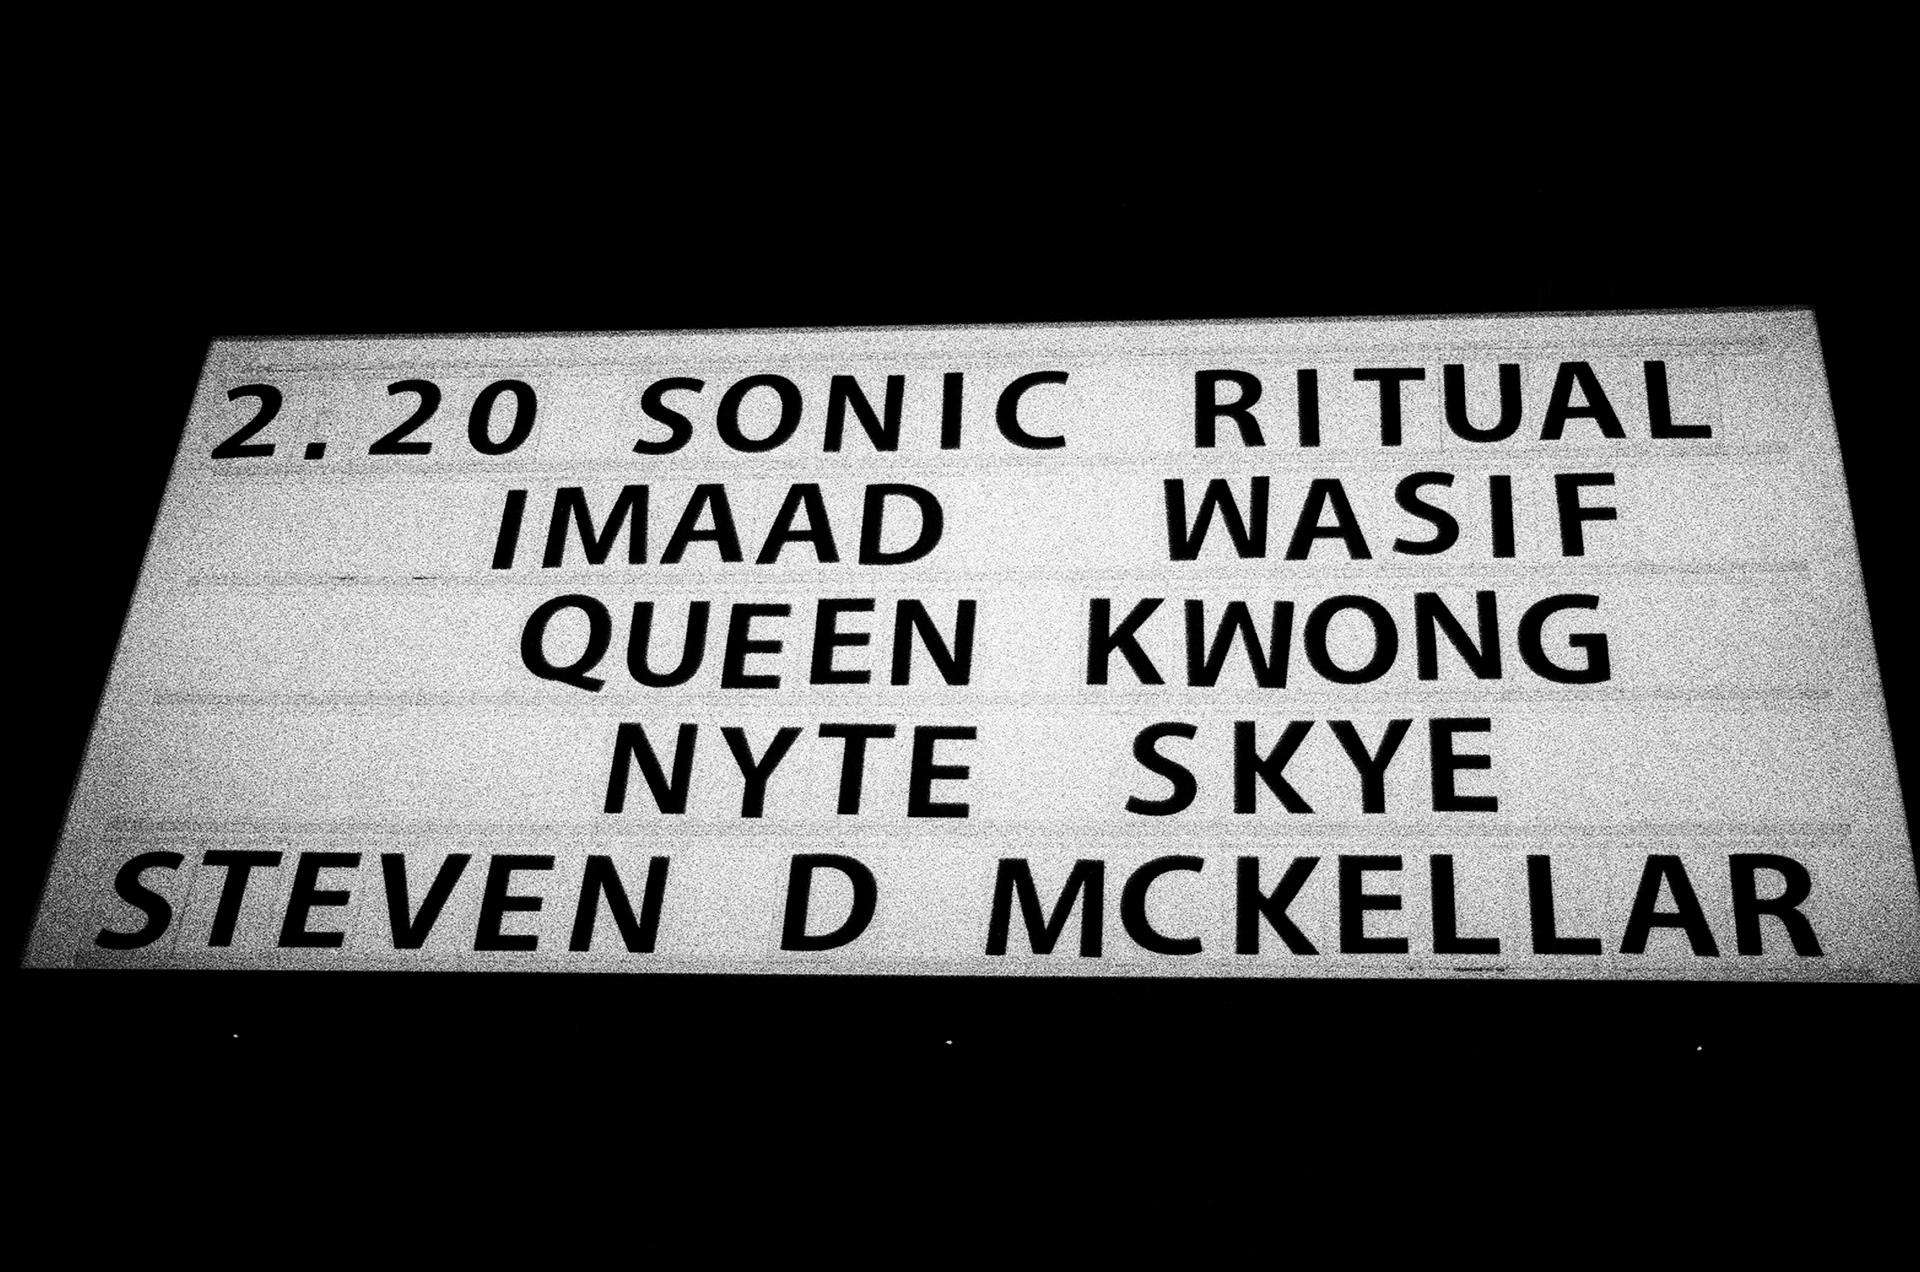 2.20 SONIC RITUAL
IMAAD WASIF
QUEEN KWONG
NYTE SKYE
STEVEN D MCKELLAR